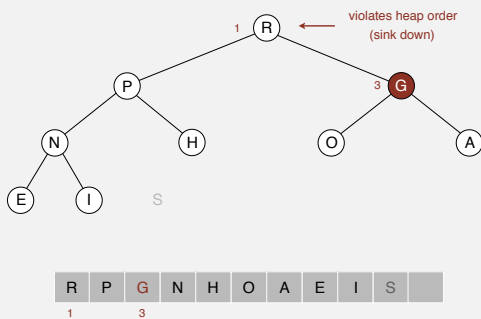 violates heap order
(sink down)
1 R
P
3 G
N
H
O
A
E
I
S
R P G N H O A E I S
1 3